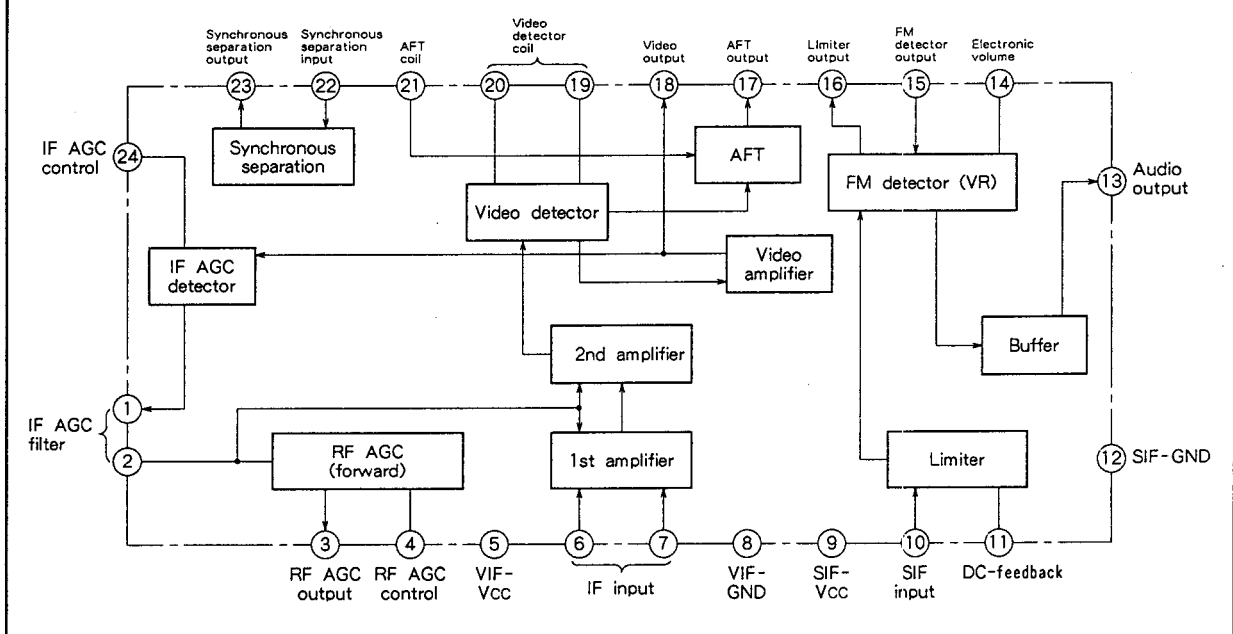 Synchronous
separation
output
Synchronous
separation
input
AFT
coil
Video
detector
coil
Video
output
AFT
output
LImiter
output
FM
detector
output
Electronic
volume
23
22
21
20
19
18
17
16
15
14
IF AGC
control
24
Synchronous
separation
AFT
FM detector (VR)
13
Audio
output
Video detector
IF AGC
detector
Video
amplifier
2nd amplifier
Buffer
IF AGC
filter
1
2
RF AGC
(forward)
1st amplifier
Limiter
12
SIF-GND
3
4
5
6
7
8
9
10
11
RF AGC
output
RF AGC
control
VIF-
VCC
IF input
VIF-
GND
SIF-
VCC
SIF
input
DC-feedback